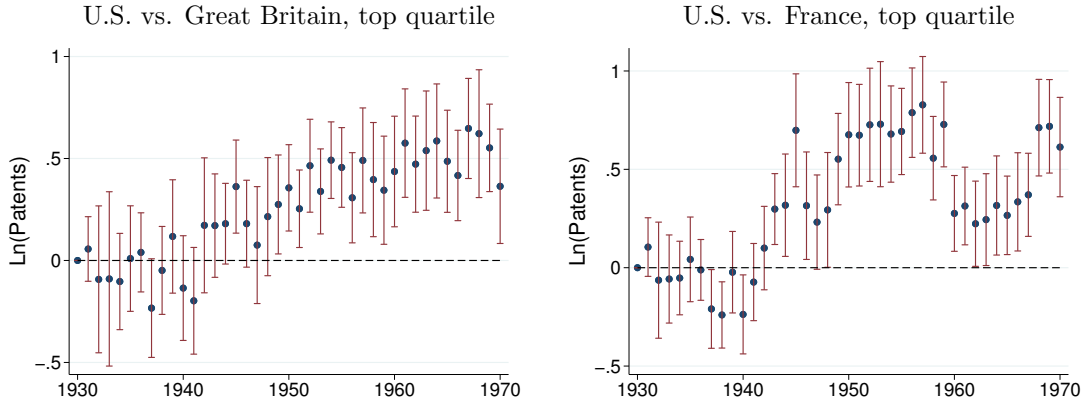 U.S. vs. Great Britain, top quartile
Ln(Patents)
1
.5
0
-.5
1930 1940 1950 1960 1970
U.S. vs. France, top quartile
Ln(Patents)
1
.5
0
-.5
1930 1940 1950 1960 1970